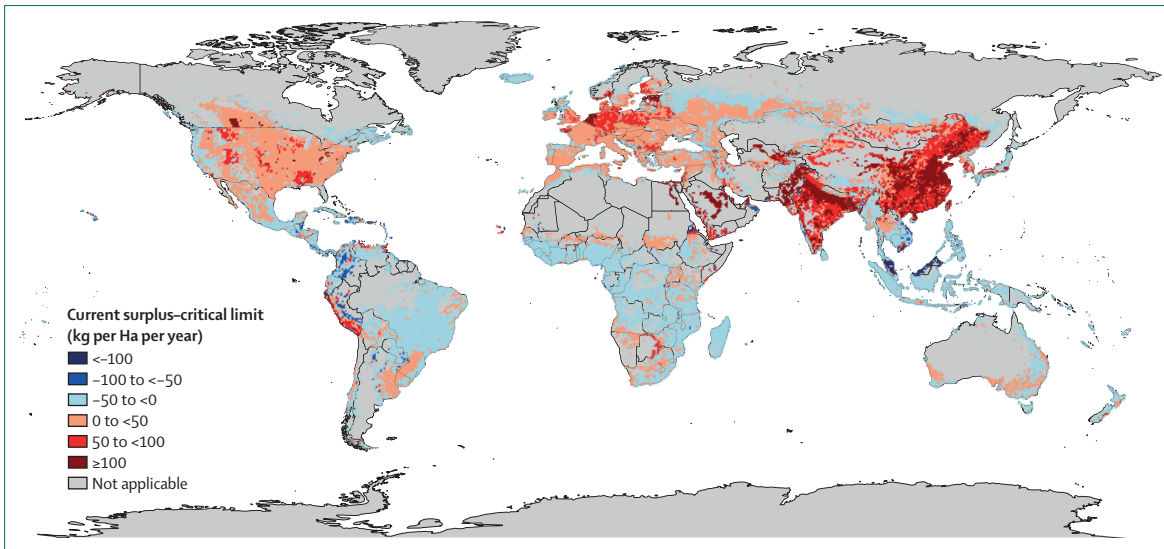 Current surplus–critical limit
(kg per Ha per year)
<–100
–100 to <–50
–50 to <0
0 to <50
50 to <100
≥100
Not applicable